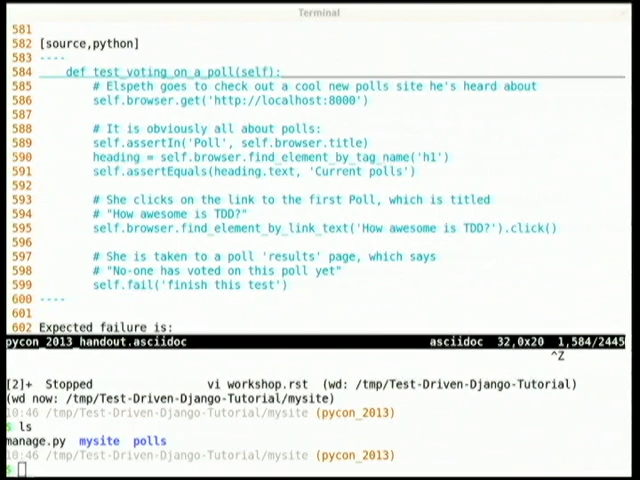 Terminal
581
582 [source,python]
583 ----
584     def test_voting_on_a_poll(self):
585         # Elspeth goes to check out a cool new polls site he's heard about
586         self.browser.get('http://localhost:8000')
587
588         # It is obviously all about polls:
589         self.assertIn('Poll', self.browser.title)
590         heading = self.browser.find_element_by_tag_name('h1')
591         self.assertEquals(heading.text, 'Current polls')
592
593         # She clicks on the link to the first Poll, which is titled
594         # "How awesome is TDD?"
595         self.browser.find_element_by_link_text('How awesome is TDD?').click()
596
597         # She is taken to a poll 'results' page, which says
598         # "No-one has voted on this poll yet"
599         self.fail('finish this test')
600 ----
601
602 Expected failure is:
pycon_2013_handout.asciidoc asciidoc 32,0x20 1,584/2445
^Z
[2]+ Stopped vi workshop.rst (wd: /tmp/Test-Driven-Django-Tutorial)
(wd now: /tmp/Test-Driven-Django-Tutorial/mysite)
10:46 /tmp/Test-Driven-Django-Tutorial/mysite (pycon_2013)
$ ls
manage.py mysite polls
10:46 /tmp/Test-Driven-Django-Tutorial/mysite (pycon_2013)
$